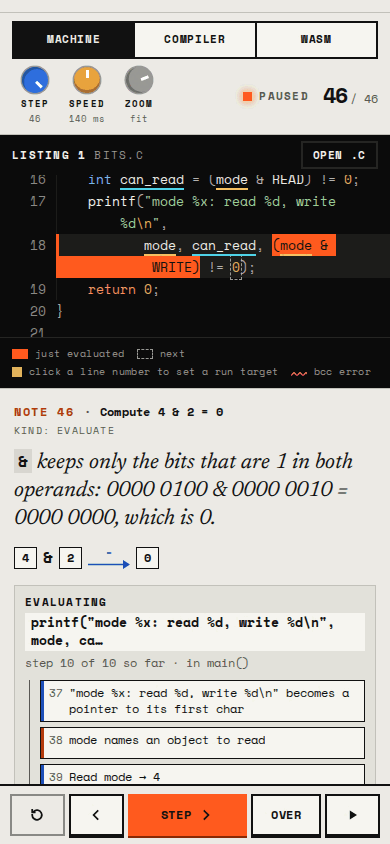 MACHINE COMPILER WASM
STEP SPEED ZOOM
46 140 ms fit
PAUSED 46 / 46
LISTING 1 BITS.C OPEN .C
16 int can_read = (mode & READ) != 0;
17 printf("mode %x: read %d, write
%d\n",
18 mode, can_read, (mode &
WRITE) != 0);
19 return 0;
20 }
21
just evaluated next
click a line number to set a run target bcc error
NOTE 46 · Compute 4 & 2 = 0
KIND: EVALUATE
& keeps only the bits that are 1 in both
operands: 0000 0100 & 0000 0010 =
0000 0000, which is 0.
4 & 2 = 0
EVALUATING
printf("mode %x: read %d, write %d\n",
mode, ca…
step 10 of 10 so far · in main()
37 "mode %x: read %d, write %d\n" becomes a
pointer to its first char
38 mode names an object to read
39 Read mode → 4
STEP OVER